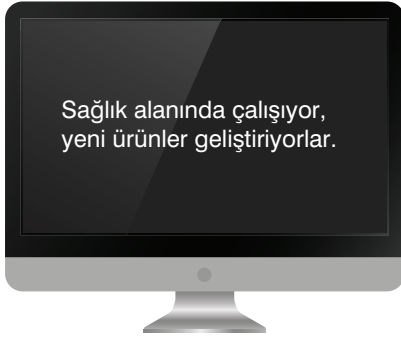 Sağlık alanında çalışıyor,
yeni ürünler geliştiriyorlar.